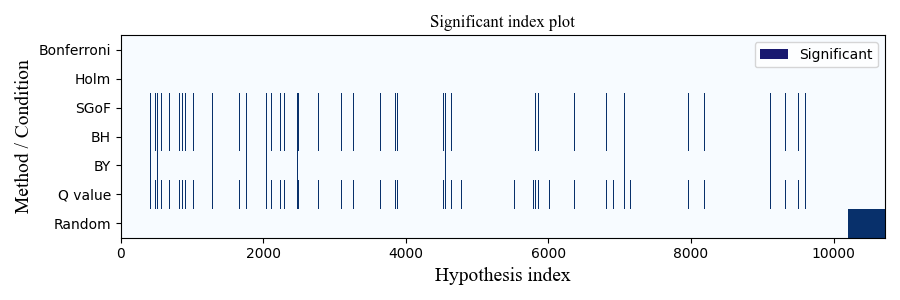 Significant index plot
Significant
Method / Condition
Bonferroni
Holm
SGoF
BH
BY
Q value
Random
0 2000 4000 6000 8000 10000
Hypothesis index